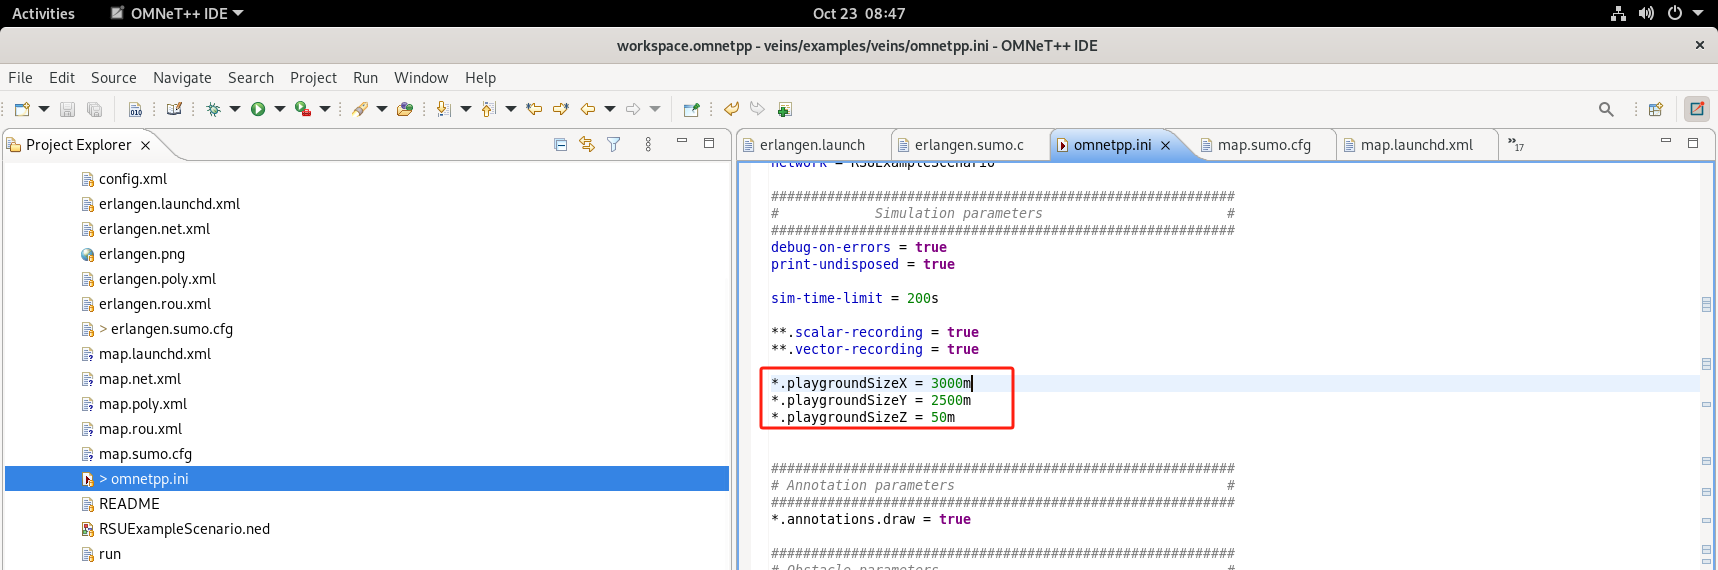 Activities OMNeT++ IDE Oct 23 08:47
workspace.omnetpp - veins/examples/veins/omnetpp.ini - OMNeT++ IDE
File Edit Source Navigate Search Project Run Window Help
010
Project Explorer
erlangen.launch erlangen.sumo.c omnetpp.ini map.sumo.cfg map.launchd.xml »17
config.xml
erlangen.launchd.xml
erlangen.net.xml
erlangen.png
erlangen.poly.xml
erlangen.rou.xml
> erlangen.sumo.cfg
map.launchd.xml
map.net.xml
map.poly.xml
map.rou.xml
map.sumo.cfg
> omnetpp.ini
README
RSUExampleScenario.ned
run
network = RSUExampleScenario
##########################################################
# Simulation parameters #
##########################################################
debug-on-errors = true
print-undisposed = true
sim-time-limit = 200s
**.scalar-recording = true
**.vector-recording = true
*.playgroundSizeX = 3000m
*.playgroundSizeY = 2500m
*.playgroundSizeZ = 50m
##########################################################
# Annotation parameters #
##########################################################
*.annotations.draw = true
##########################################################
# Obstacle parameters #